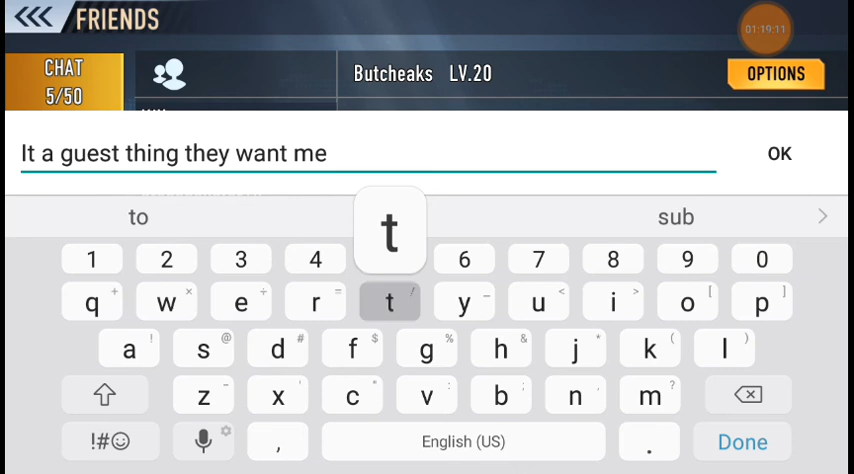 FRIENDS
01:19:11
CHAT
5/50
Butcheaks LV.20
OPTIONS
It a guest thing they want me
OK
to
sub
t
1 2 3 4 6 7 8 9 0
q + w × e ÷ r = t / y _ u < i > o [ p ]
a ! s @ d # f $ g % h & j * k ( l )
z - x ' c " v : b ; n , m ?
!#☺ , English (US) . Done